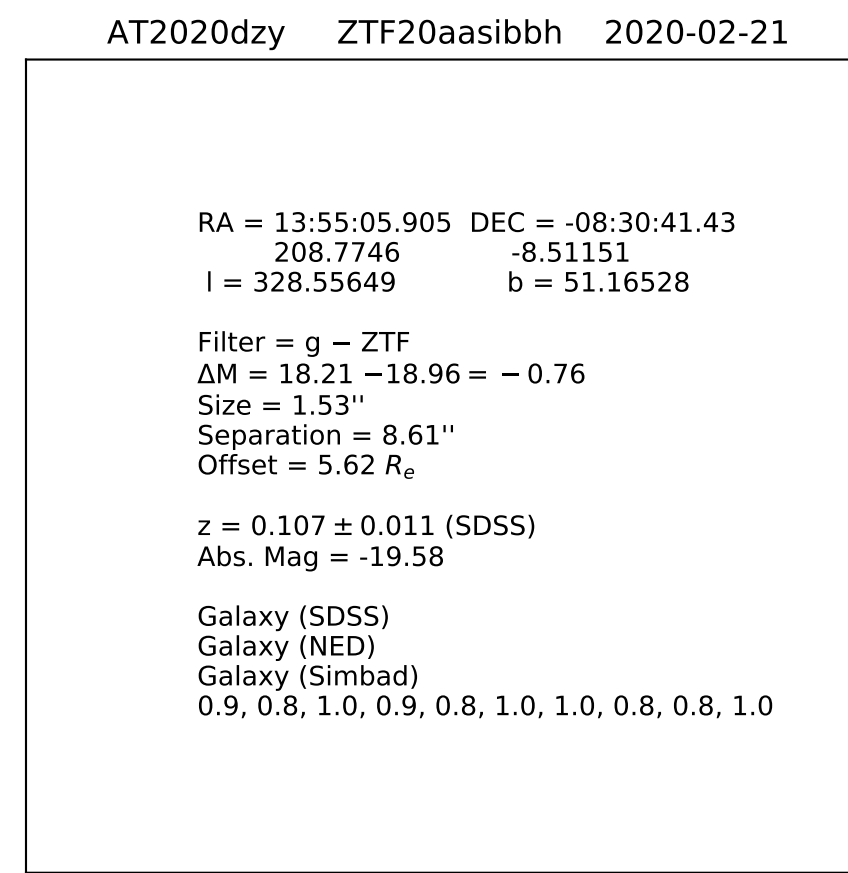 AT2020dzy ZTF20aasibbh 2020-02-21
RA = 13:55:05.905 DEC = -08:30:41.43
208.7746 -8.51151
l = 328.55649 b = 51.16528
Filter = g − ZTF
ΔM = 18.21 −18.96 = − 0.76
Size = 1.53''
Separation = 8.61''
Offset = 5.62 Rₑ
z = 0.107 ± 0.011 (SDSS)
Abs. Mag = -19.58
Galaxy (SDSS)
Galaxy (NED)
Galaxy (Simbad)
0.9, 0.8, 1.0, 0.9, 0.8, 1.0, 1.0, 0.8, 0.8, 1.0